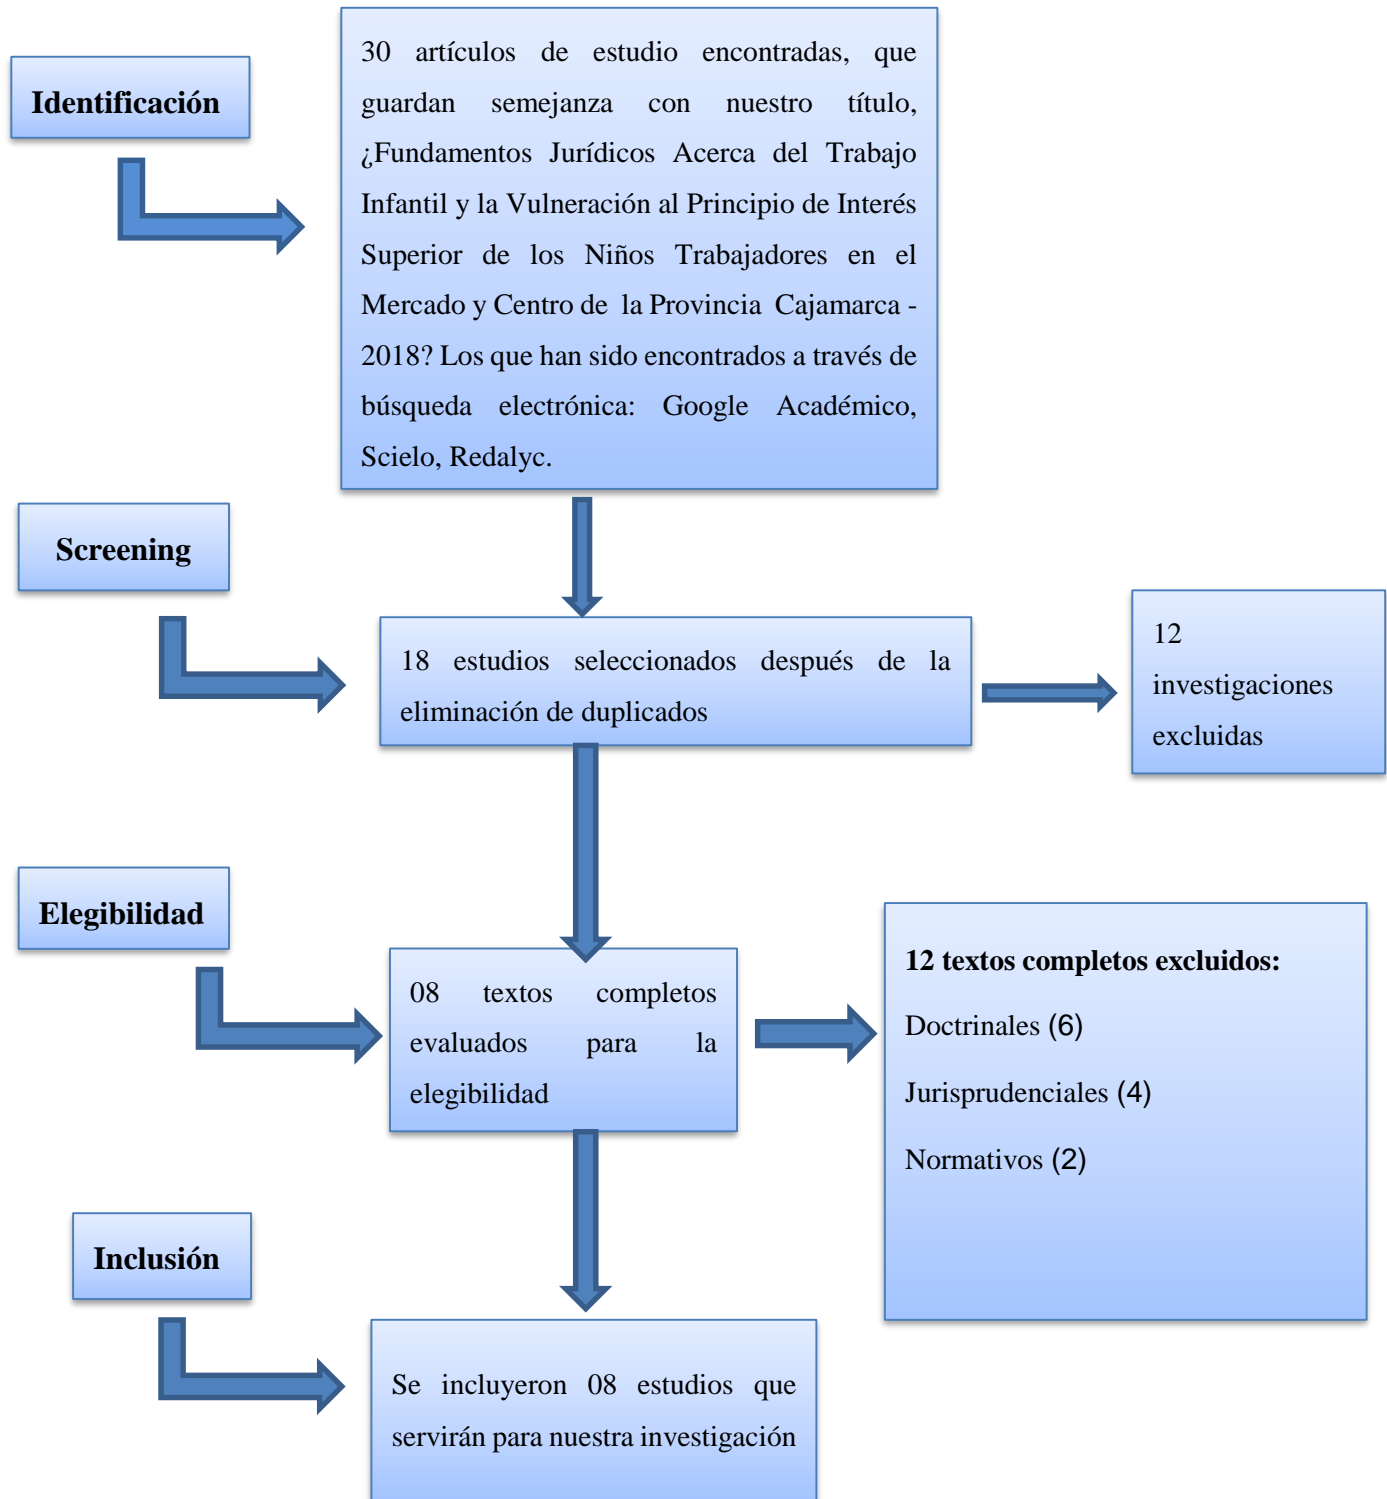 Identificación
30 artículos de estudio encontradas, que
guardan semejanza con nuestro título,
¿Fundamentos Jurídicos Acerca del Trabajo
Infantil y la Vulneración al Principio de Interés
Superior de los Niños Trabajadores en el
Mercado y Centro de la Provincia Cajamarca -
2018? Los que han sido encontrados a través de
búsqueda electrónica: Google Académico,
Scielo, Redalyc.
Screening
18 estudios seleccionados después de la
eliminación de duplicados
12
investigaciones
excluidas
Elegibilidad
08 textos completos
evaluados para la
elegibilidad
12 textos completos excluidos:
Doctrinales (6)
Jurisprudenciales (4)
Normativos (2)
Inclusión
Se incluyeron 08 estudios que
servirán para nuestra investigación